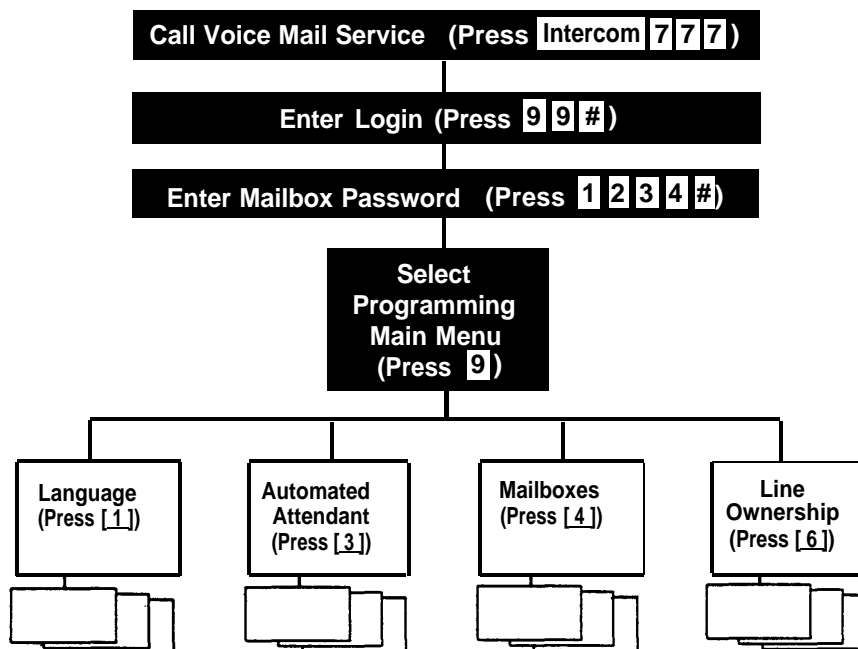 Call Voice Mail Service (Press Intercom 7 7 7 )
Enter Login (Press 9 9 # )
Enter Mailbox Password (Press 1 2 3 4 #)
Select
Programming
Main Menu
(Press 9 )
Language
(Press [ 1 ])
Automated
Attendant
(Press [ 3 ])
Mailboxes
(Press [ 4 ])
Line
Ownership
(Press [ 6 ])